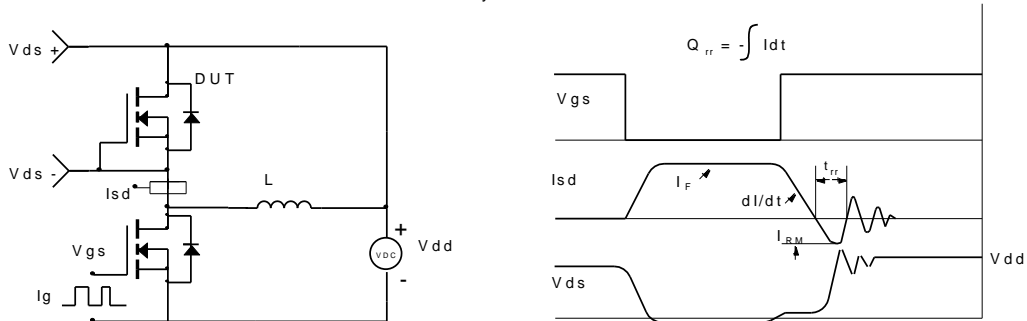 Vds +
DUT
Vds -
Isd
L
Vgs
Ig
VDC
+
-
Vdd
Q rr = - ∫ Idt
Vgs
Isd
I F
dI/dt
t rr
I RM
Vds
Vdd